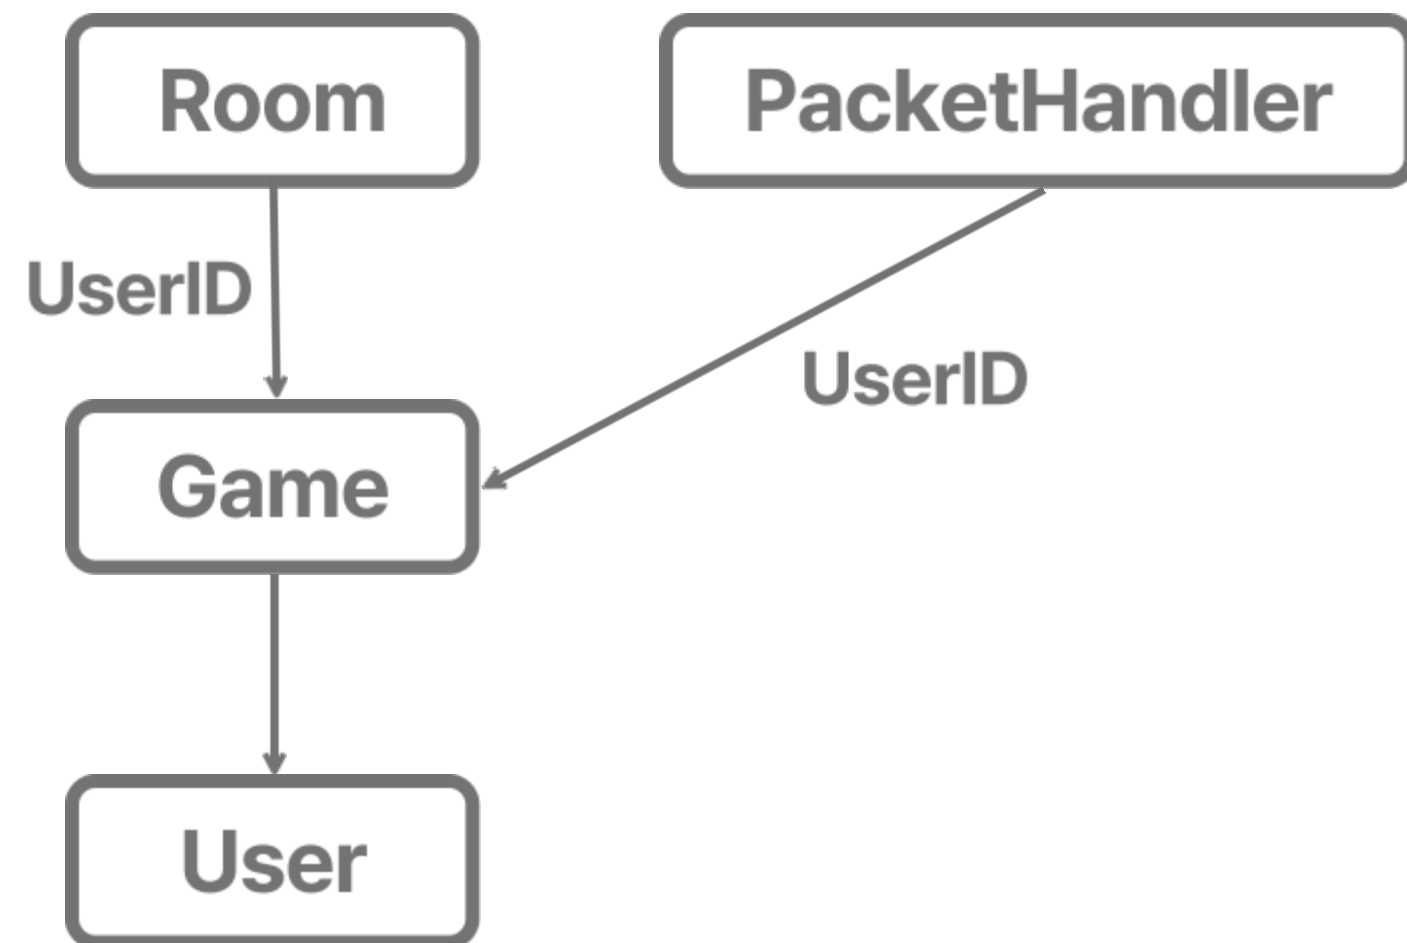 Room
PacketHandler
UserID
UserID
Game
User